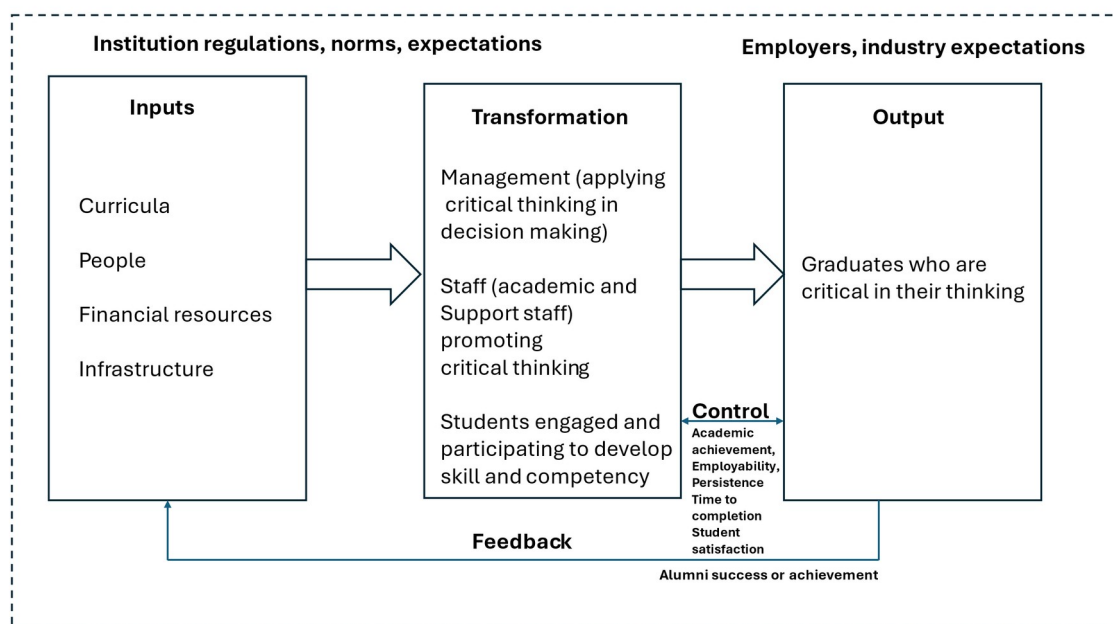 Institution regulations, norms, expectations
Employers, industry expectations
Inputs
Curricula
People
Financial resources
Infrastructure
Transformation
Management (applying
critical thinking in
decision making)
Staff (academic and
Support staff)
promoting
critical thinking
Students engaged and
participating to develop
skill and competency
Output
Graduates who are
critical in their thinking
Control
Academic
achievement,
Employability,
Persistence
Time to
completion
Student
satisfaction
Feedback
Alumni success or achievement